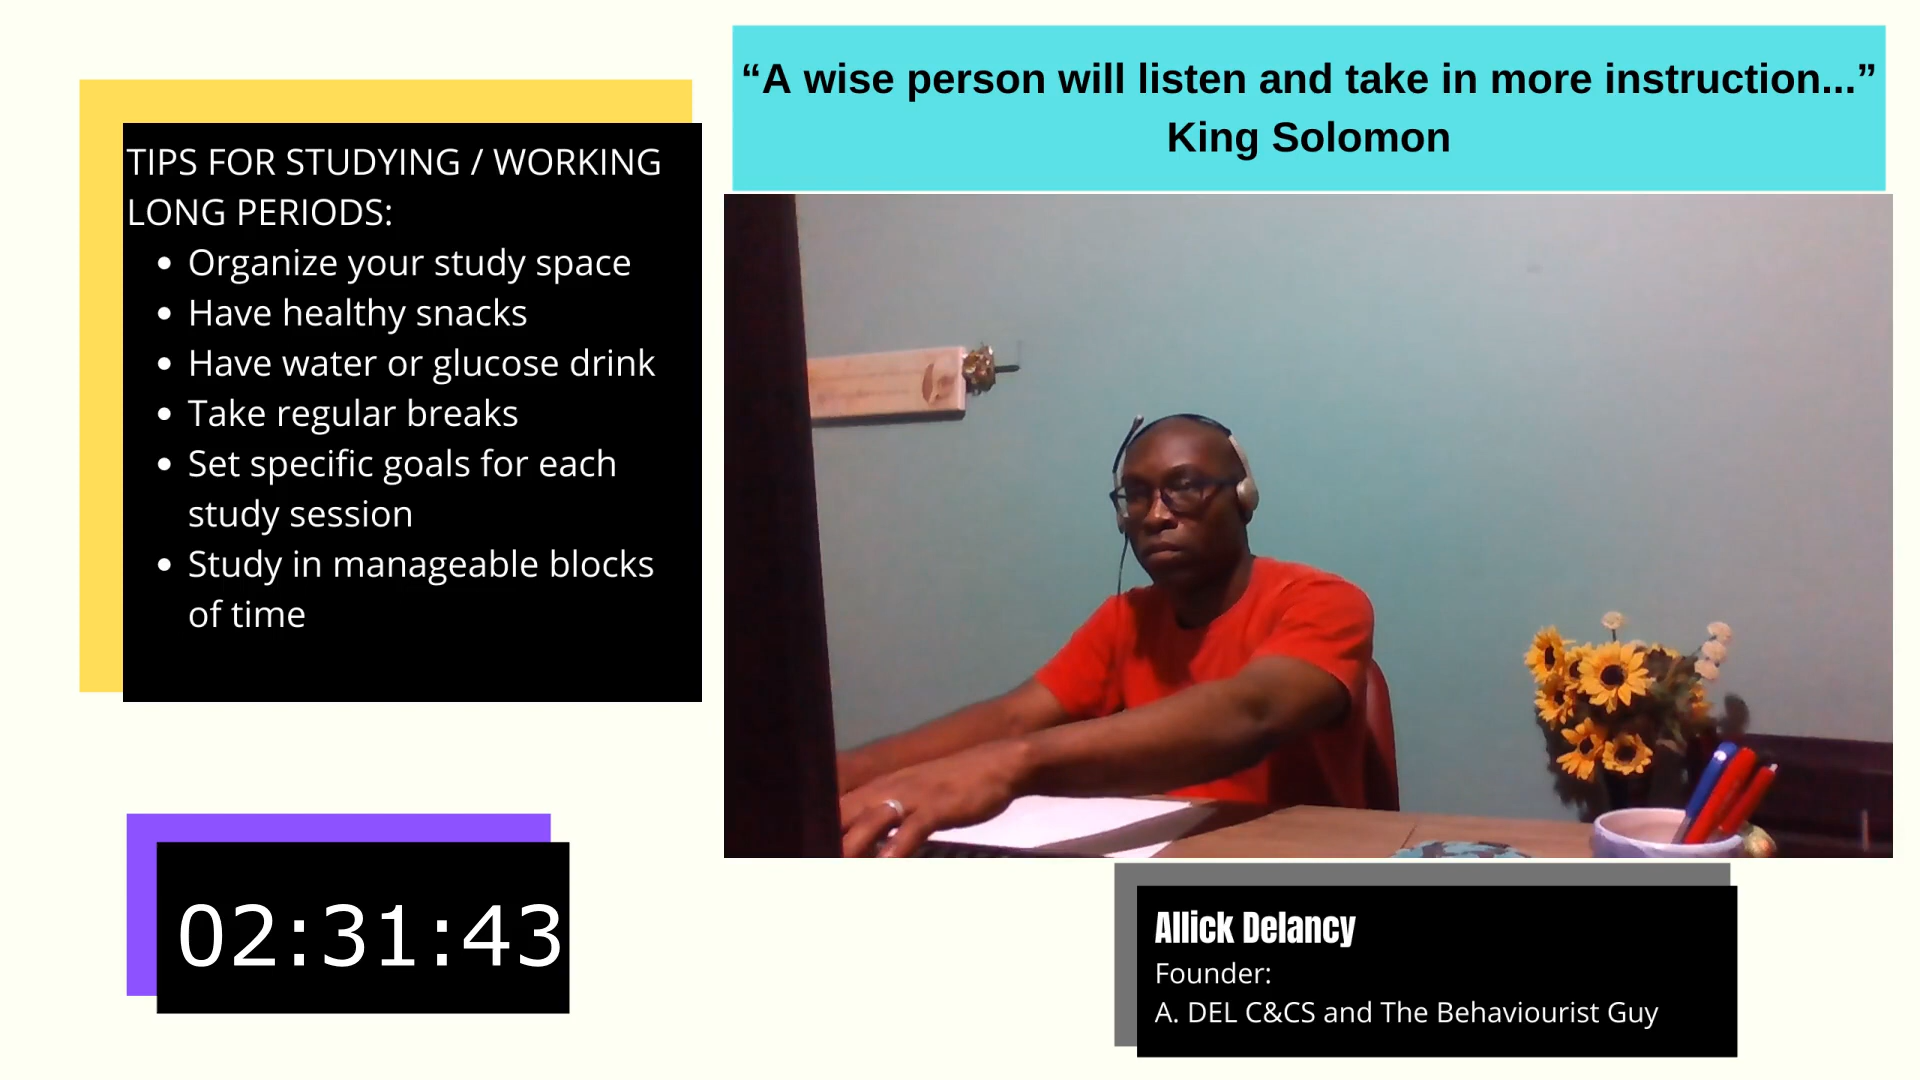 “A wise person will listen and take in more instruction...”
King Solomon
TIPS FOR STUDYING / WORKING
LONG PERIODS:
• Organize your study space
• Have healthy snacks
• Have water or glucose drink
• Take regular breaks
• Set specific goals for each
study session
• Study in manageable blocks
of time
02:31:43
Allick Delancy
Founder:
A. DEL C&CS and The Behaviourist Guy